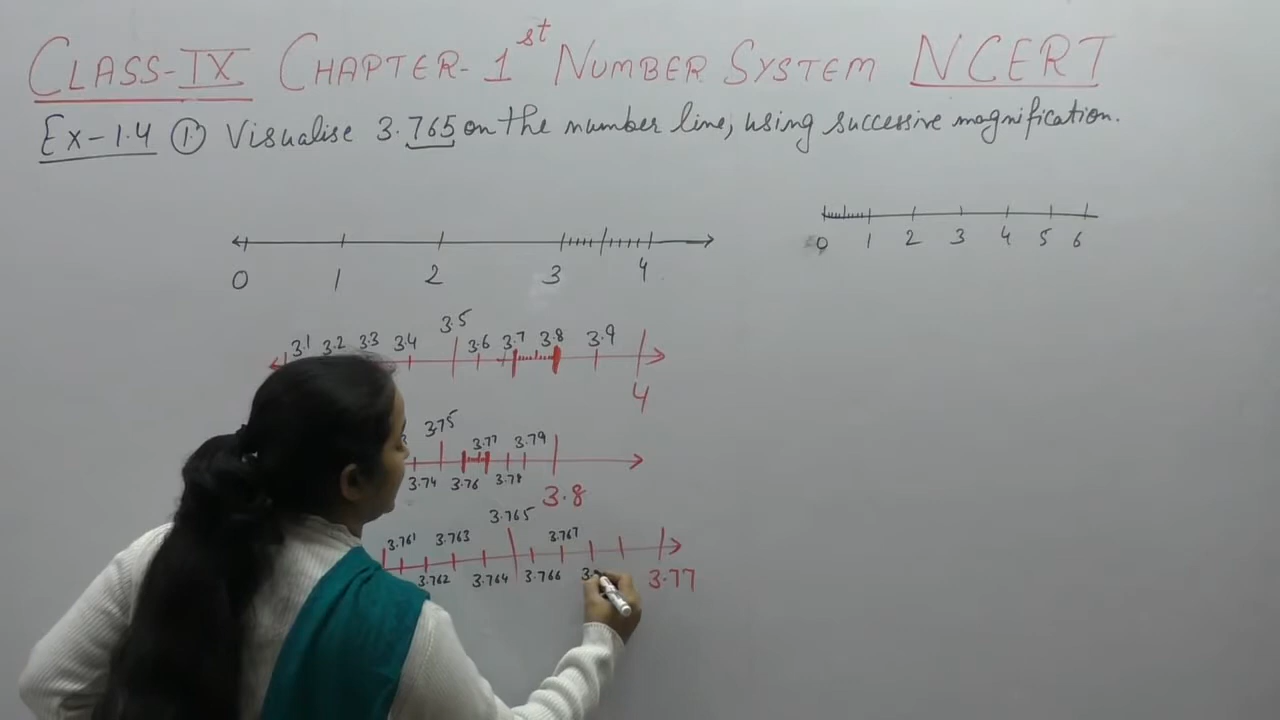 CLASS-IX CHAPTER-1st NUMBER SYSTEM NCERT
Ex-1.4 ① Visualise 3.765 on the number line, using successive magnification.
0 1 2 3 4 5 6
0 1 2 3 4
3.1 3.2 3.3 3.4 3.5 3.6 3.7 3.8 3.9
4
3.75 3.77 3.79
3.74 3.76 3.78 3.8
3.761 3.763 3.765 3.767
3.762 3.764 3.766 3. 3.77